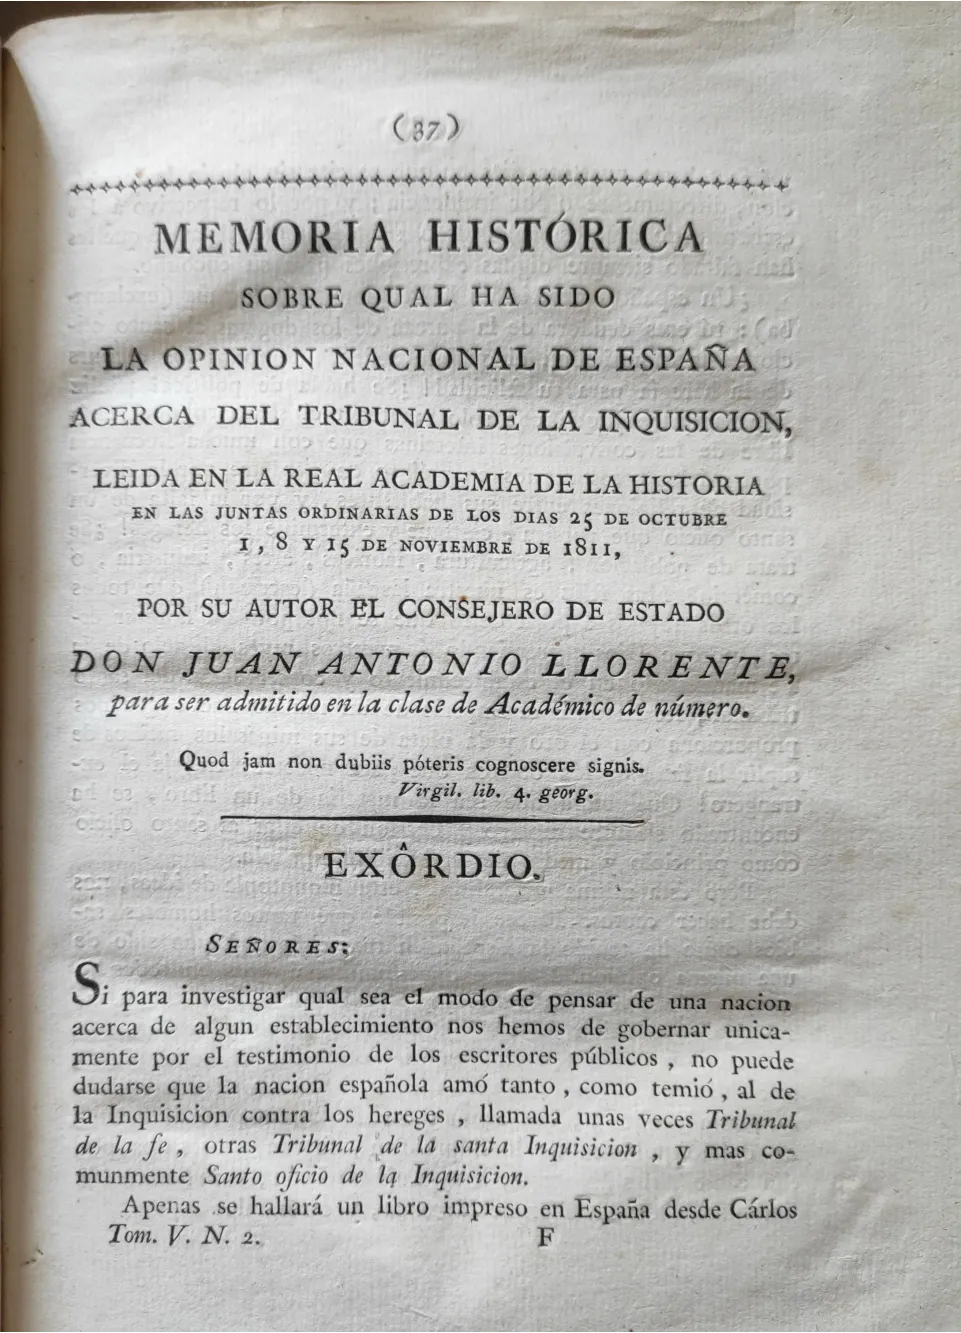 (37)
MEMORIA HISTÓRICA
SOBRE QUAL HA SIDO
LA OPINION NACIONAL DE ESPAÑA
ACERCA DEL TRIBUNAL DE LA INQUISICION,
LEIDA EN LA REAL ACADEMIA DE LA HISTORIA
EN LAS JUNTAS ORDINARIAS DE LOS DIAS 25 DE OCTUBRE
1, 8 Y 15 DE NOVIEMBRE DE 1811,
POR SU AUTOR EL CONSEJERO DE ESTADO
DON JUAN ANTONIO LLORENTE,
para ser admitido en la clase de Académico de número.
Quod jam non dubiis póteris cognoscere signis.
Virgil. lib. 4. georg.
EXÔRDIO.
SEÑORES:
Si para investigar qual sea el modo de pensar de una nacion
acerca de algun establecimiento nos hemos de gobernar unica-
mente por el testimonio de los escritores públicos, no puede
dudarse que la nacion española amó tanto, como temió, al de
la Inquisicion contra los hereges, llamada unas veces Tribunal
de la fe, otras Tribunal de la santa Inquisicion, y mas co-
munmente Santo oficio de la Inquisicion.
Apenas se hallará un libro impreso en España desde Cárlos
Tom. V. N. 2. F